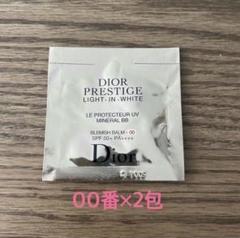 DIOR
PRESTIGE
LIGHT-IN-WHITE
LE PROTECTEUR UV
MINERAL BB
BLEMISH BALM - 00
SPF 50+ PA++++
Dior
00番×2包